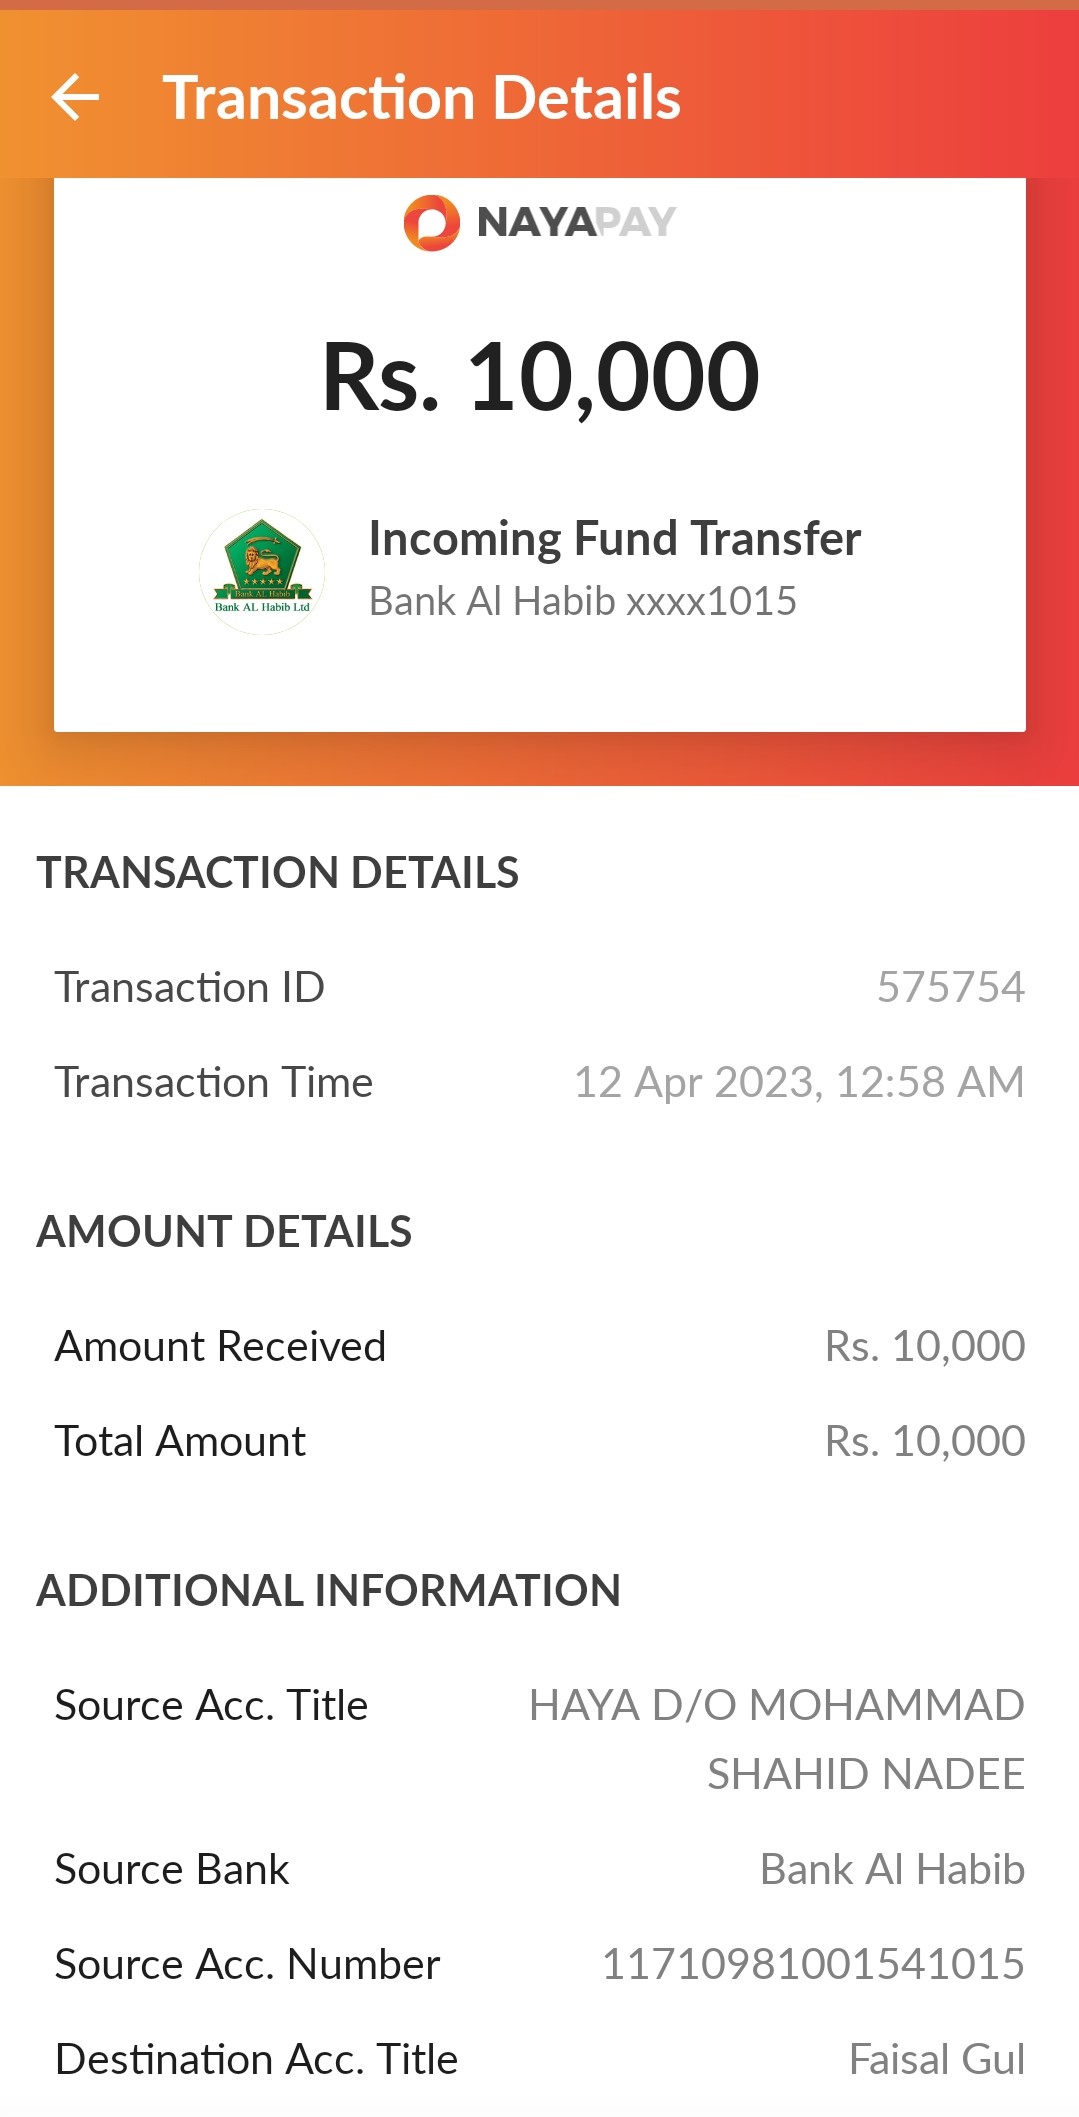 Transaction Details
NAYAPAY
Rs. 10,000
Incoming Fund Transfer
Bank Al Habib xxxx1015
Bank AL Habib
Bank AL Habib Ltd
TRANSACTION DETAILS
Transaction ID 575754
Transaction Time 12 Apr 2023, 12:58 AM
AMOUNT DETAILS
Amount Received Rs. 10,000
Total Amount Rs. 10,000
ADDITIONAL INFORMATION
Source Acc. Title HAYA D/O MOHAMMAD
SHAHID NADEE
Source Bank Bank Al Habib
Source Acc. Number 11710981001541015
Destination Acc. Title Faisal Gul